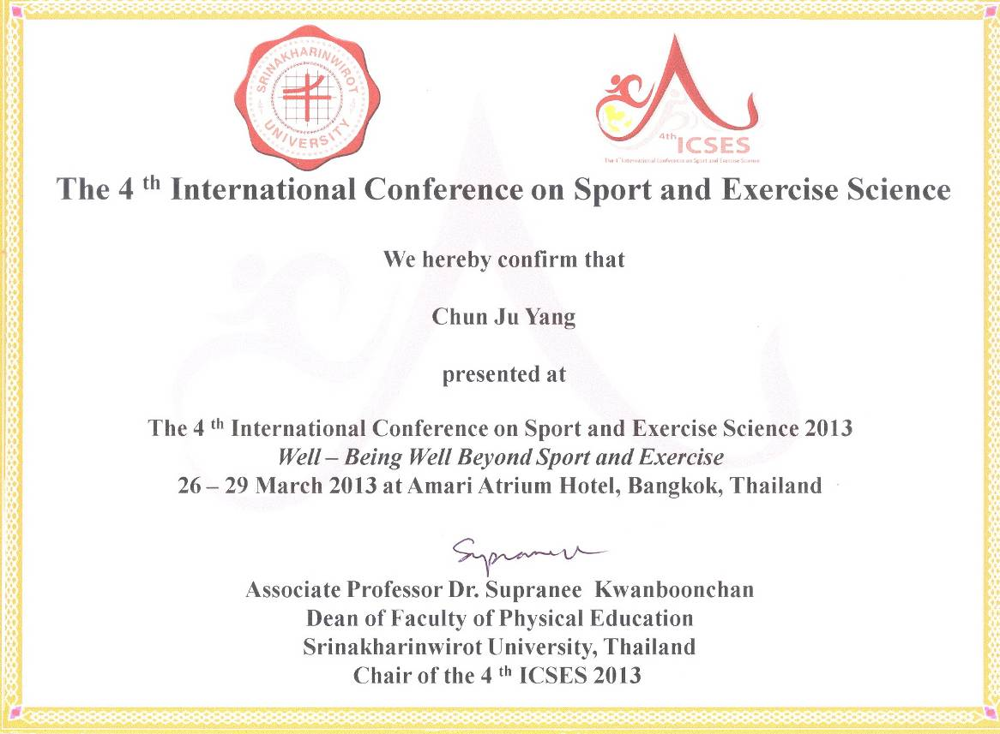 SRINAKHARINWIROT
UNIVERSITY
4th
ICSES
The 4th International Conference on Sport and Exercise Science
The 4 th International Conference on Sport and Exercise Science
We hereby confirm that
Chun Ju Yang
presented at
The 4 th International Conference on Sport and Exercise Science 2013
Well – Being Well Beyond Sport and Exercise
26 – 29 March 2013 at Amari Atrium Hotel, Bangkok, Thailand
Supranee
Associate Professor Dr. Supranee Kwanboonchan
Dean of Faculty of Physical Education
Srinakharinwirot University, Thailand
Chair of the 4 th ICSES 2013